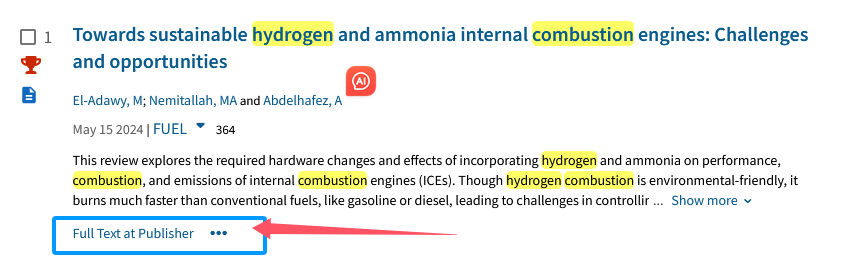 1
Towards sustainable hydrogen and ammonia internal combustion engines: Challenges
and opportunities
AI
El-Adawy, M; Nemitallah, MA and Abdelhafez, A
May 15 2024 | FUEL 364
This review explores the required hardware changes and effects of incorporating hydrogen and ammonia on performance,
combustion, and emissions of internal combustion engines (ICEs). Though hydrogen combustion is environmental-friendly, it
burns much faster than conventional fuels, like gasoline or diesel, leading to challenges in controllir ... Show more
Full Text at Publisher •••